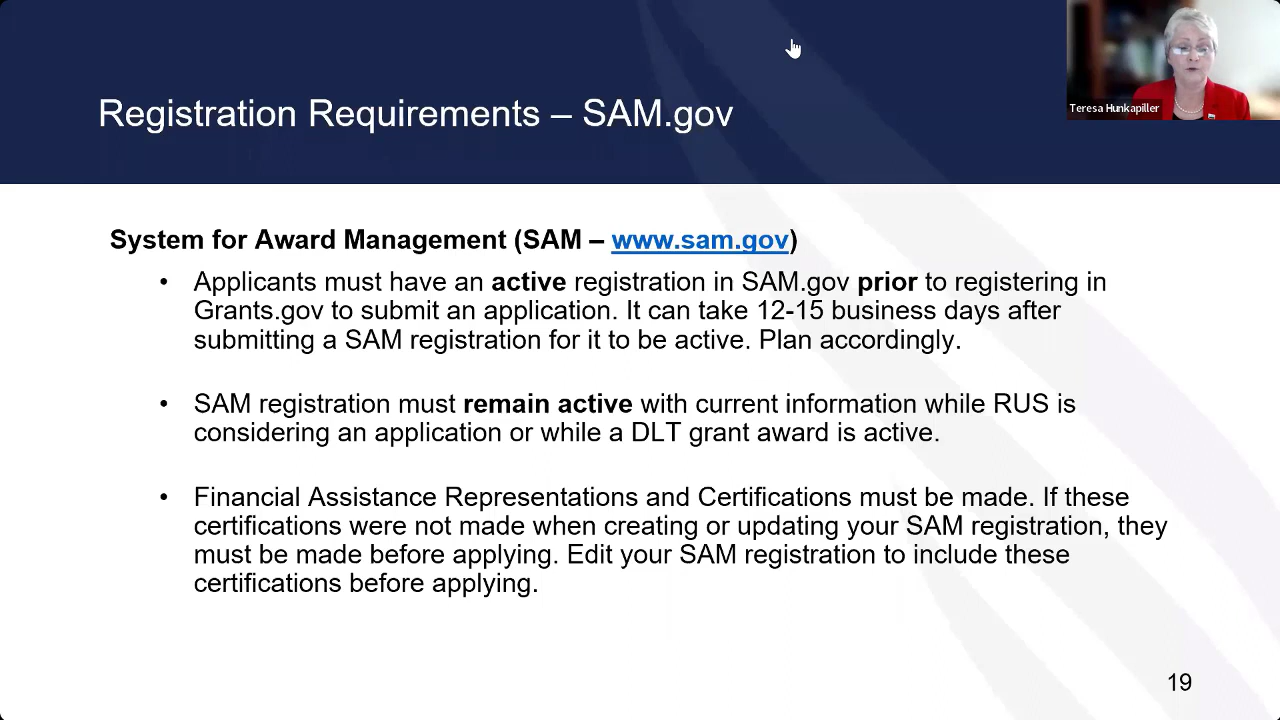 Teresa Hunkapiller
Registration Requirements – SAM.gov
System for Award Management (SAM – www.sam.gov)
• Applicants must have an active registration in SAM.gov prior to registering in
Grants.gov to submit an application. It can take 12-15 business days after
submitting a SAM registration for it to be active. Plan accordingly.
• SAM registration must remain active with current information while RUS is
considering an application or while a DLT grant award is active.
• Financial Assistance Representations and Certifications must be made. If these
certifications were not made when creating or updating your SAM registration, they
must be made before applying. Edit your SAM registration to include these
certifications before applying.
19